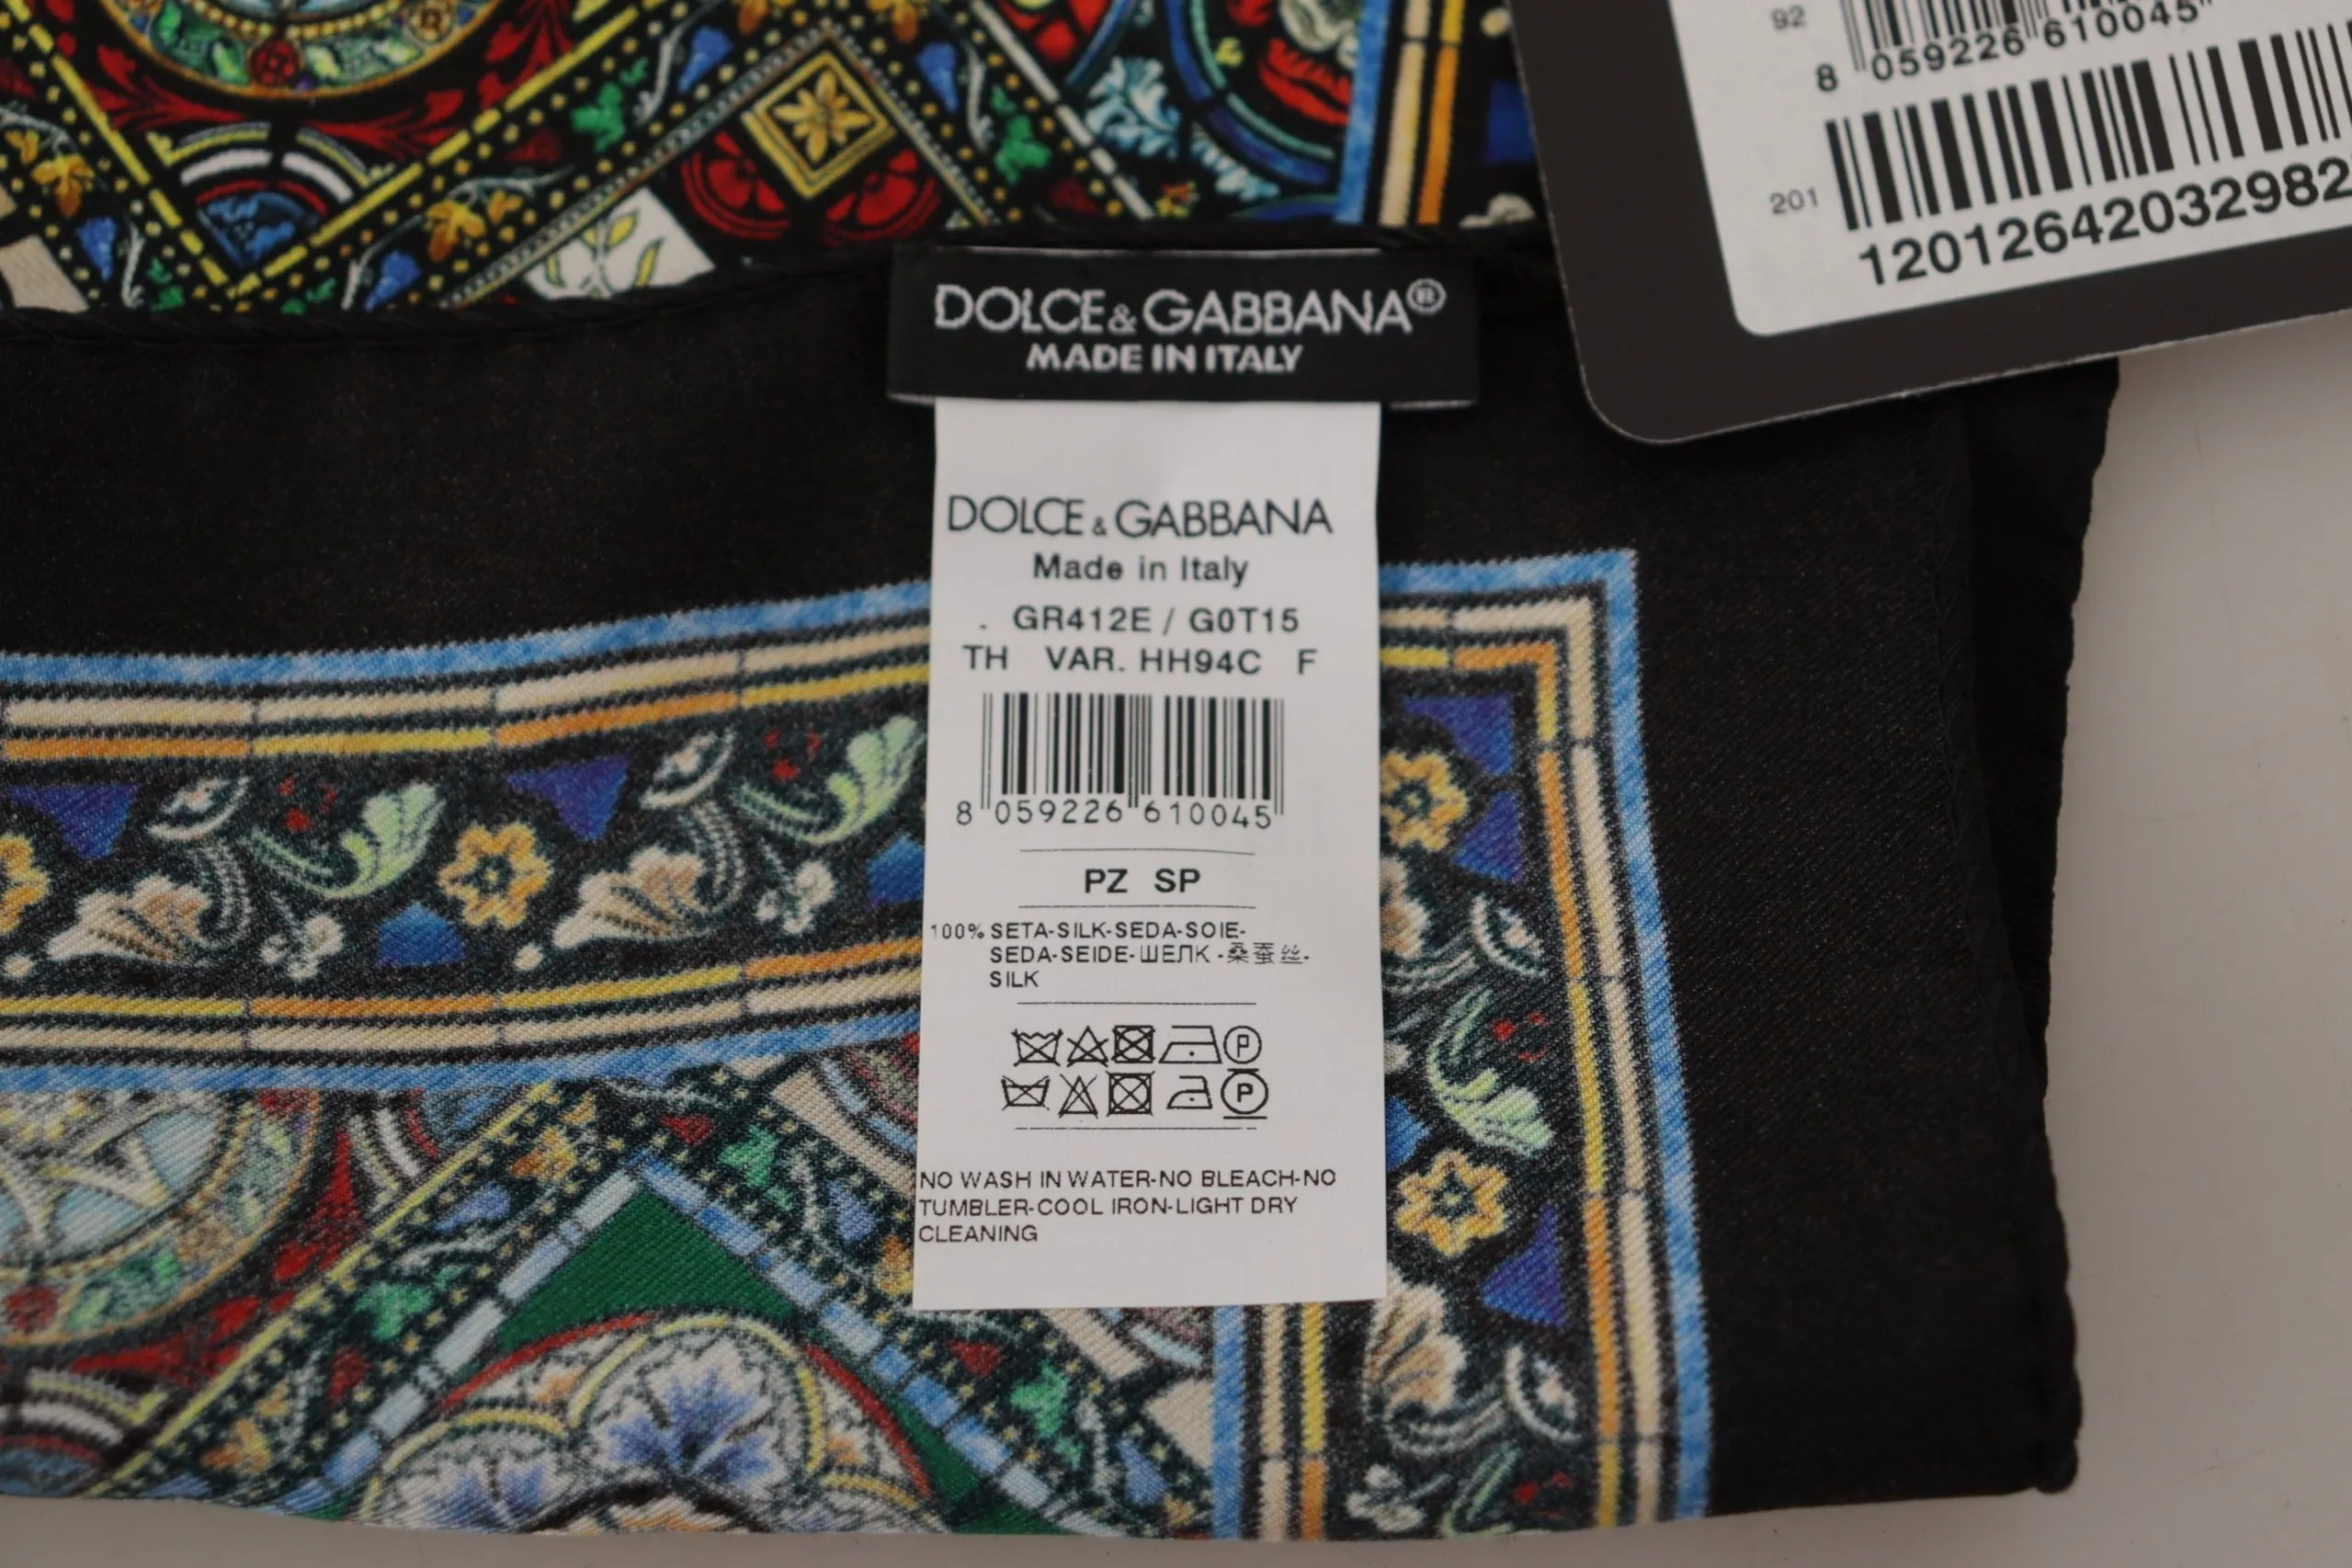 92
8 059226 610045
201
12012642032982
DOLCE & GABBANA®
MADE IN ITALY
DOLCE & GABBANA
Made in Italy
. GR412E / G0T15
TH VAR. HH94C F
8 059226 610045
PZ SP
100% SETA-SILK-SEDA-SOIE-
SEDA-SEIDE-ШЕЛК -桑蚕丝-
SILK
P
P
NO WASH IN WATER-NO BLEACH-NO
TUMBLER-COOL IRON-LIGHT DRY
CLEANING